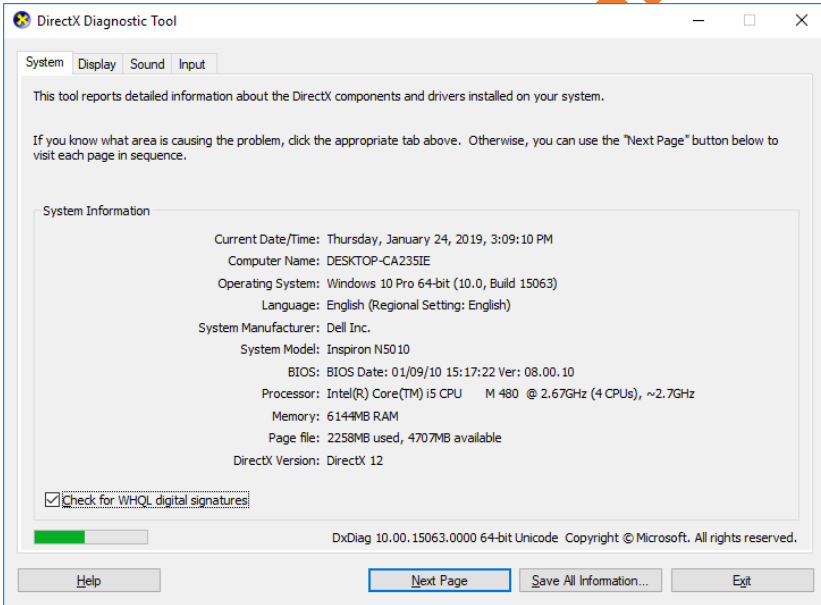 DirectX Diagnostic Tool
System Display Sound Input
This tool reports detailed information about the DirectX components and drivers installed on your system.
If you know what area is causing the problem, click the appropriate tab above.  Otherwise, you can use the "Next Page" button below to
visit each page in sequence.
System Information
Current Date/Time: Thursday, January 24, 2019, 3:09:10 PM
Computer Name: DESKTOP-CA235IE
Operating System: Windows 10 Pro 64-bit (10.0, Build 15063)
Language: English (Regional Setting: English)
System Manufacturer: Dell Inc.
System Model: Inspiron N5010
BIOS: BIOS Date: 01/09/10 15:17:22 Ver: 08.00.10
Processor: Intel(R) Core(TM) i5 CPU       M 480  @ 2.67GHz (4 CPUs), ~2.7GHz
Memory: 6144MB RAM
Page file: 2258MB used, 4707MB available
DirectX Version: DirectX 12
Check for WHQL digital signatures
DxDiag 10.00.15063.0000 64-bit Unicode  Copyright © Microsoft. All rights reserved.
Help Next Page Save All Information... Exit